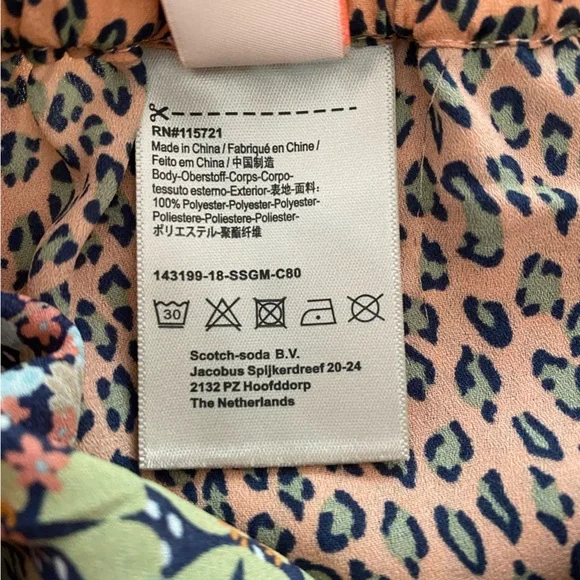 RN#115721
Made in China / Fabriqué en Chine /
Feito em China / 中国制造
Body-Oberstoff-Corps-Corpo-
tessuto esterno-Exterior-表地-面料:
100% Polyester-Polyester-Polyester-
Poliestere-Poliestere-Poliester-
ポリエステル-聚酯纤维
143199-18-SSGM-C80
30
Scotch-soda B.V.
Jacobus Spijkerdreef 20-24
2132 PZ Hoofddorp
The Netherlands